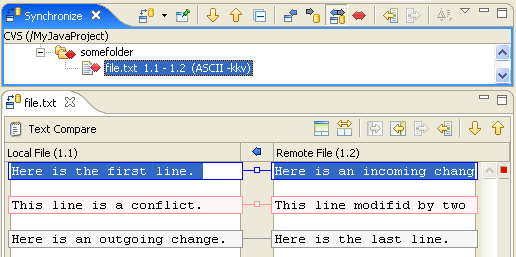 Synchronize
CVS (/MyJavaProject)
somefolder
file.txt 1.1 - 1.2 (ASCII -kkv)
file.txt
Text Compare
Local File (1.1)
Remote File (1.2)
Here is the first line.
Here is an incoming chang
This line is a conflict.
This line modifid by two
Here is an outgoing change.
Here is the last line.